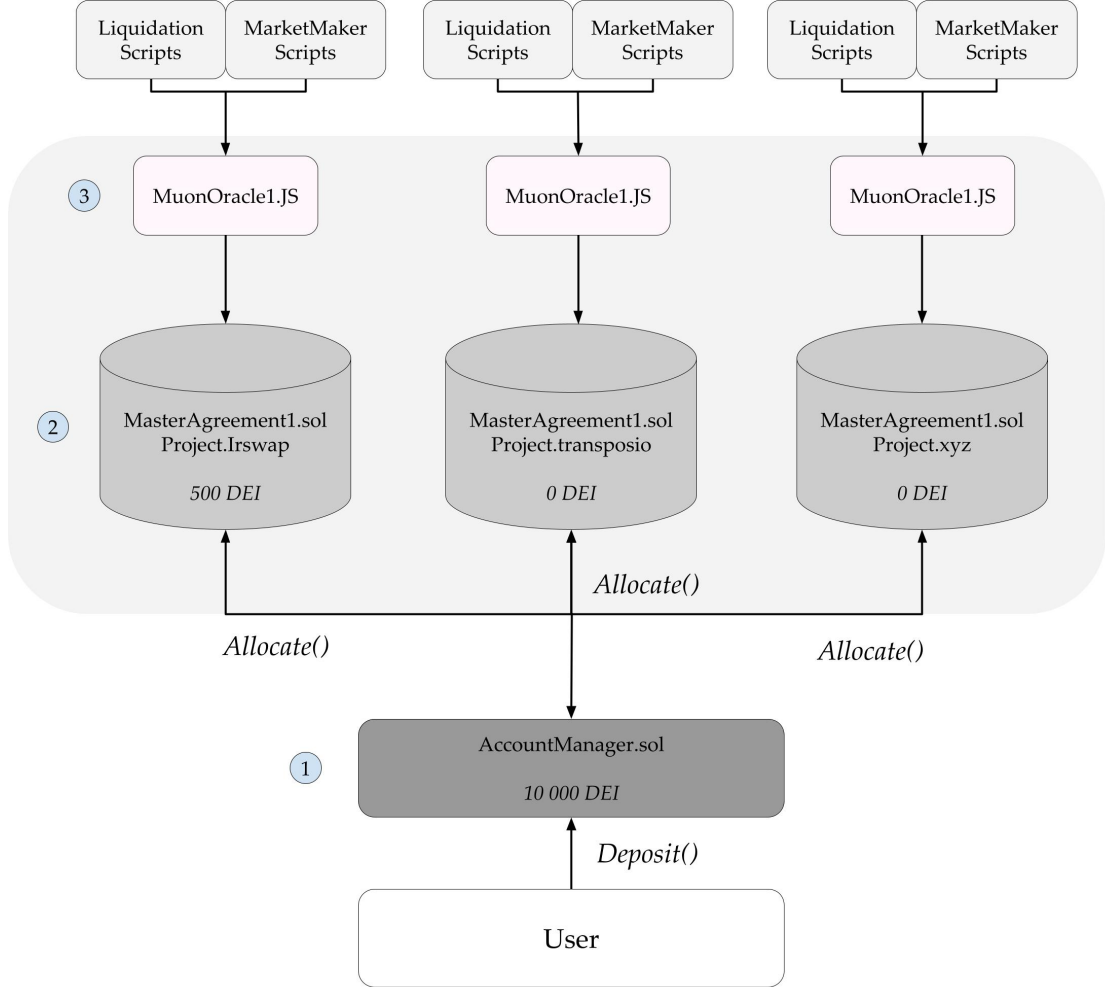 Liquidation
Scripts
MarketMaker
Scripts
Liquidation
Scripts
MarketMaker
Scripts
Liquidation
Scripts
MarketMaker
Scripts
3
MuonOracle1.JS
MuonOracle1.JS
MuonOracle1.JS
2
MasterAgreement1.sol
Project.Irswap
500 DEI
MasterAgreement1.sol
Project.transposio
0 DEI
MasterAgreement1.sol
Project.xyz
0 DEI
Allocate()
Allocate()
Allocate()
1
AccountManager.sol
10 000 DEI
Deposit()
User